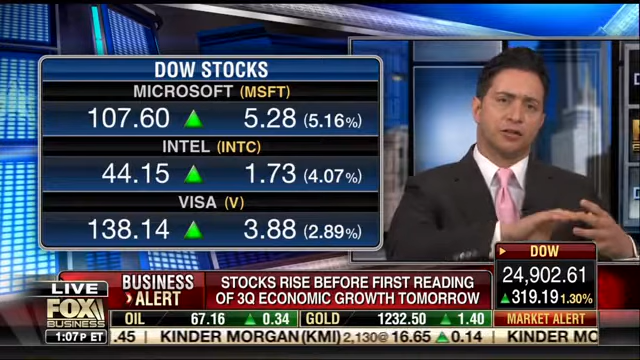 DOW STOCKS
MICROSOFT (MSFT)
107.60 ▲ 5.28 (5.16%)
INTEL (INTC)
44.15 ▲ 1.73 (4.07%)
VISA (V)
138.14 ▲ 3.88 (2.89%)
DOW
24,902.61
▲ 319.19 1.30%
MARKET ALERT
LIVE
FOX
BUSINESS
1:07P ET
BUSINESS
ALERT
STOCKS RISE BEFORE FIRST READING
OF 3Q ECONOMIC GROWTH TOMORROW
OIL 67.16 ▲ 0.34 GOLD 1232.50 ▲ 1.40
.45 KINDER MORGAN(KMI) 2,130@ 16.65 ▲ 0.14 KINDER MO